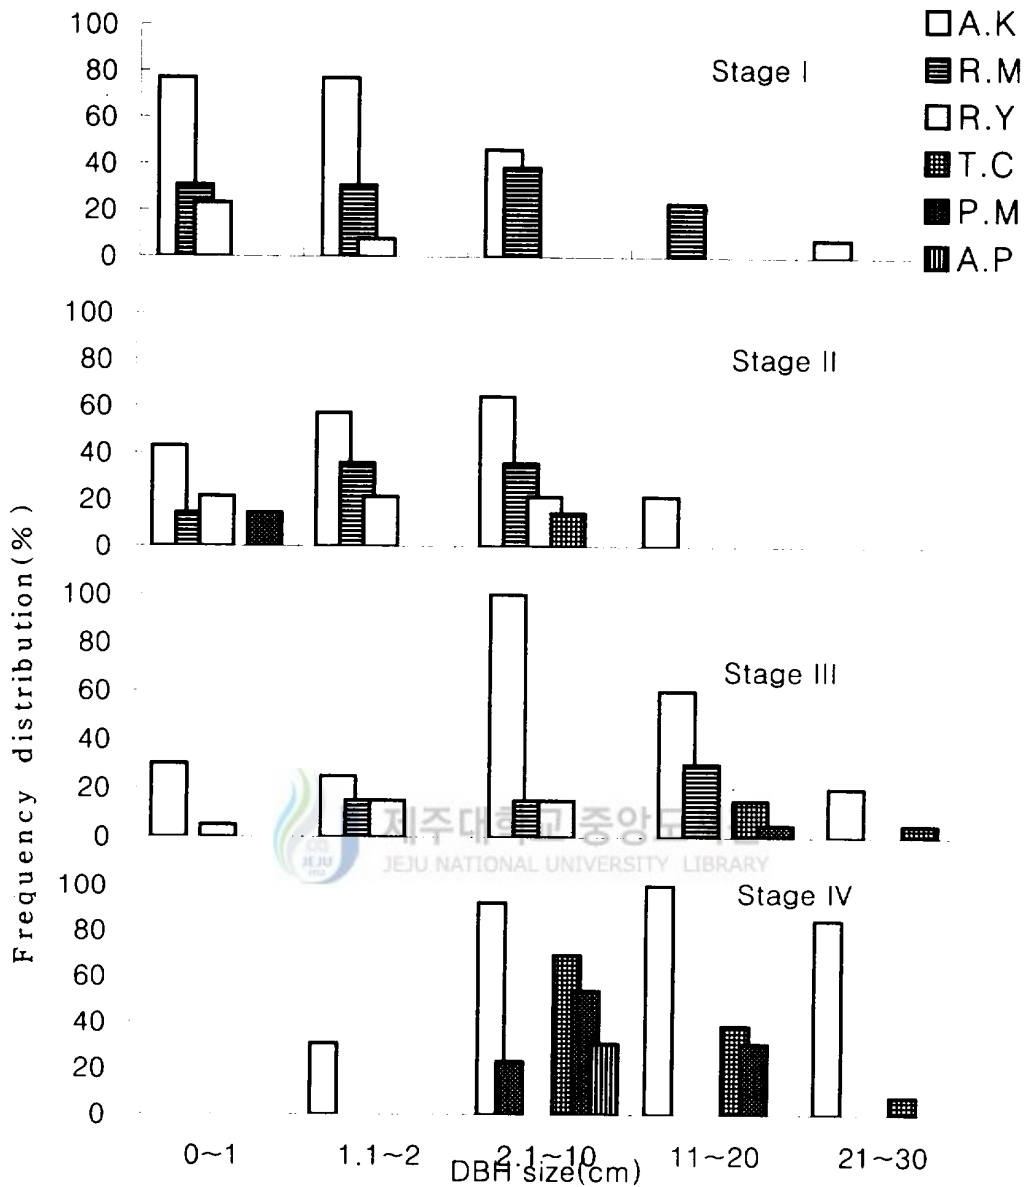 A.K
R.M
R.Y
T.C
P.M
A.P
Stage I
100
80
60
40
20
0
Stage II
100
80
60
40
20
0
Stage III
100
80
60
40
20
0
Stage IV
100
80
60
40
20
0
Frequency distribution(%)
0~1 1.1~2 2.1~10 11~20 21~30
DBH size(cm)
제주대학교 중앙도서관
JEJU NATIONAL UNIVERSITY LIBRARY
JEJU